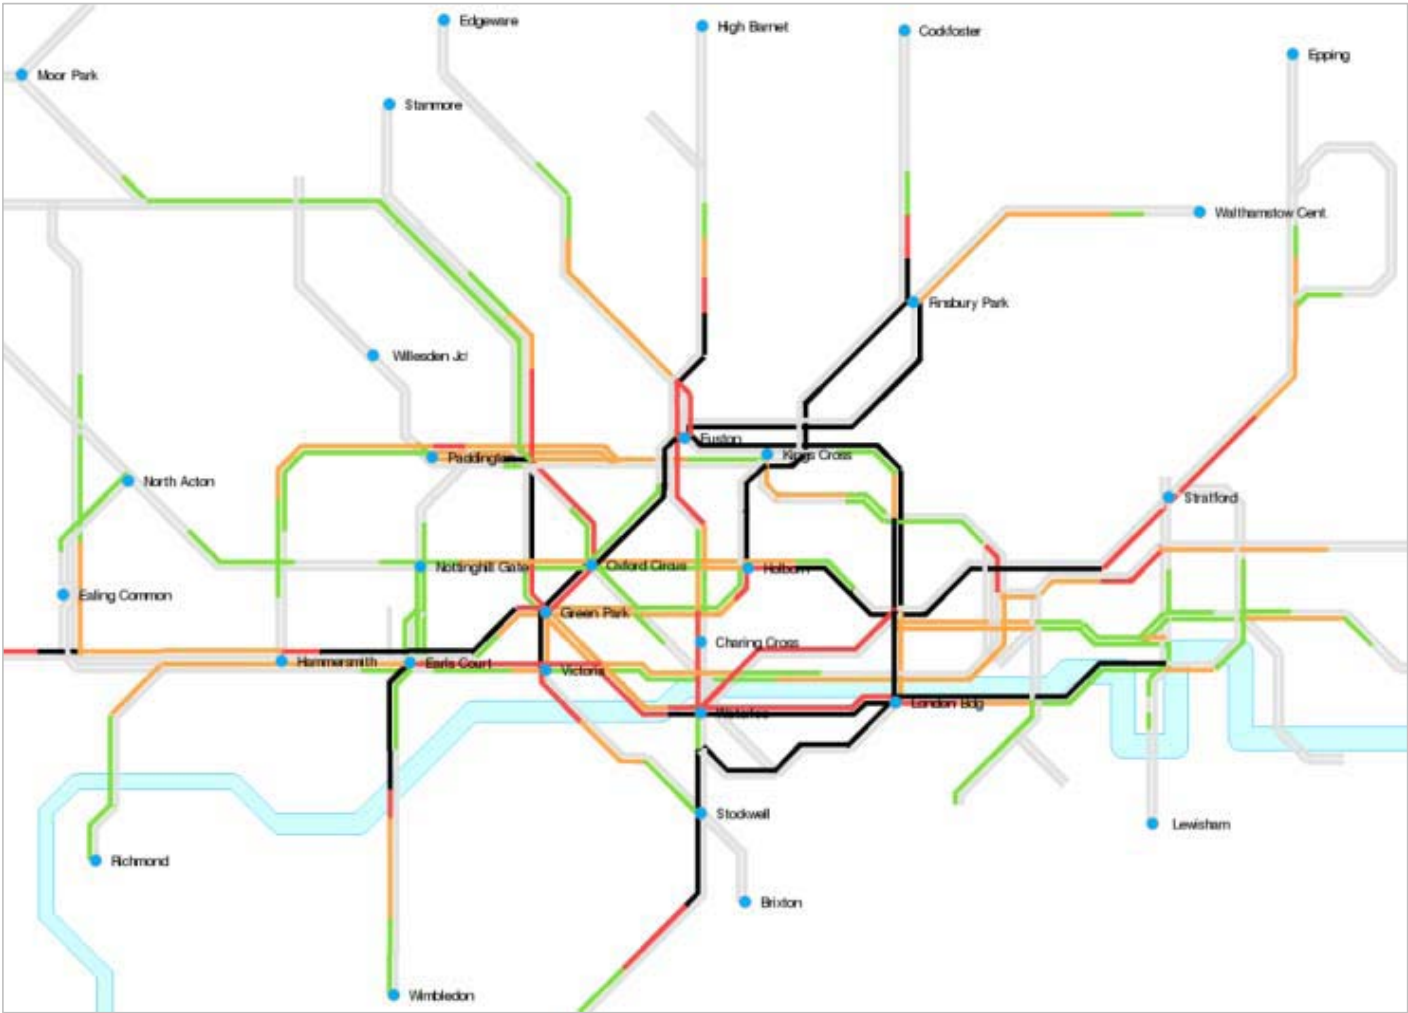 Edgeware
High Barnet
Cockfoster
Epping
Moor Park
Stanmore
Walthamstow Cent.
Finsbury Park
Willesden Jct
Euston
Paddington
Kings Cross
North Acton
Stratford
Nottinghill Gate
Oxford Circus
Holborn
Ealing Common
Green Park
Charing Cross
Hammersmith
Earls Court
Victoria
London Bdg
Waterloo
Stockwell
Lewisham
Richmond
Brixton
Wimbledon